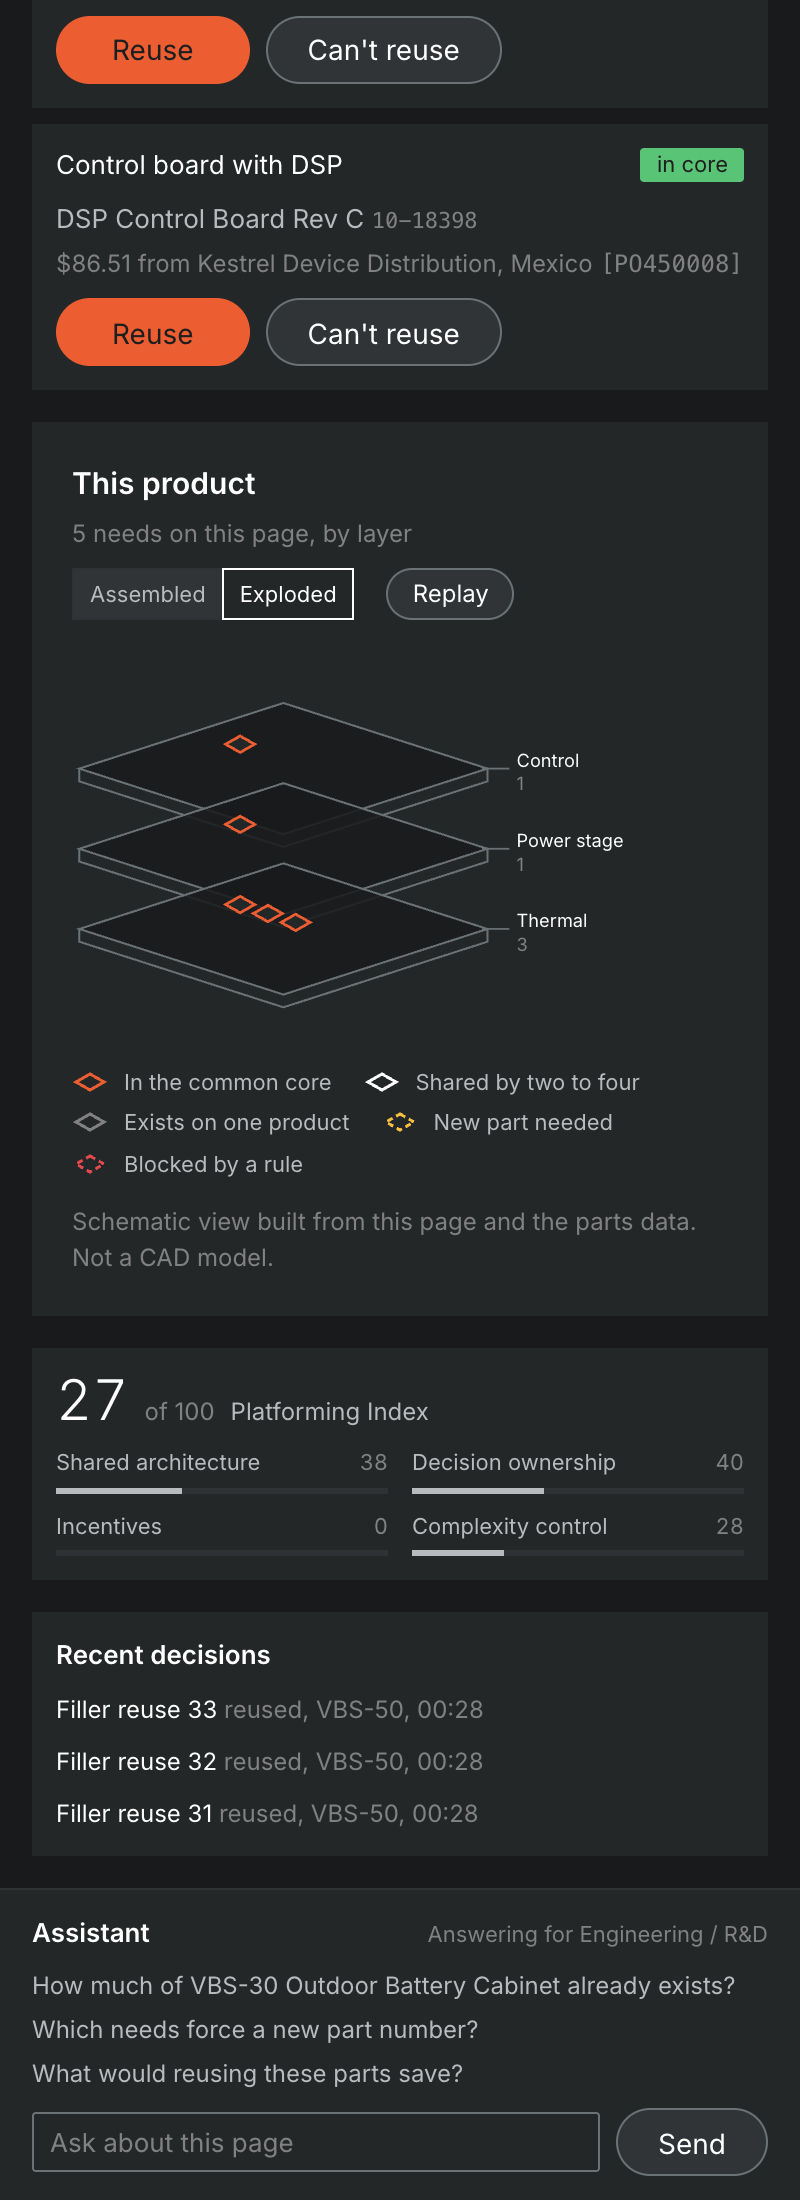 Reuse Can't reuse
Control board with DSP in core
DSP Control Board Rev C 10-18398
$86.51 from Kestrel Device Distribution, Mexico [PO450008]
Reuse Can't reuse
This product
5 needs on this page, by layer
Assembled Exploded Replay
Control
1
Power stage
1
Thermal
3
In the common core Shared by two to four
Exists on one product New part needed
Blocked by a rule
Schematic view built from this page and the parts data.
Not a CAD model.
27 of 100 Platforming Index
Shared architecture 38 Decision ownership 40
Incentives 0 Complexity control 28
Recent decisions
Filler reuse 33 reused, VBS-50, 00:28
Filler reuse 32 reused, VBS-50, 00:28
Filler reuse 31 reused, VBS-50, 00:28
Assistant Answering for Engineering / R&D
How much of VBS-30 Outdoor Battery Cabinet already exists?
Which needs force a new part number?
What would reusing these parts save?
Ask about this page Send